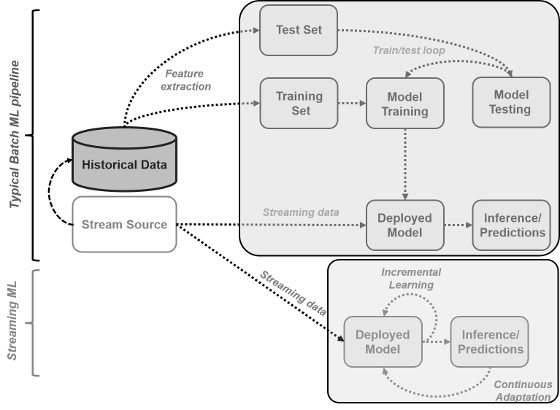 Typical Batch ML pipeline
Test Set
Train/test loop
Feature
extraction
Training
Set
Model
Training
Model
Testing
Historical Data
Stream Source
Streaming data
Deployed
Model
Inference/
Predictions
Streaming ML
Streaming data
Incremental
Learning
Deployed
Model
Inference/
Predictions
Continuous
Adaptation